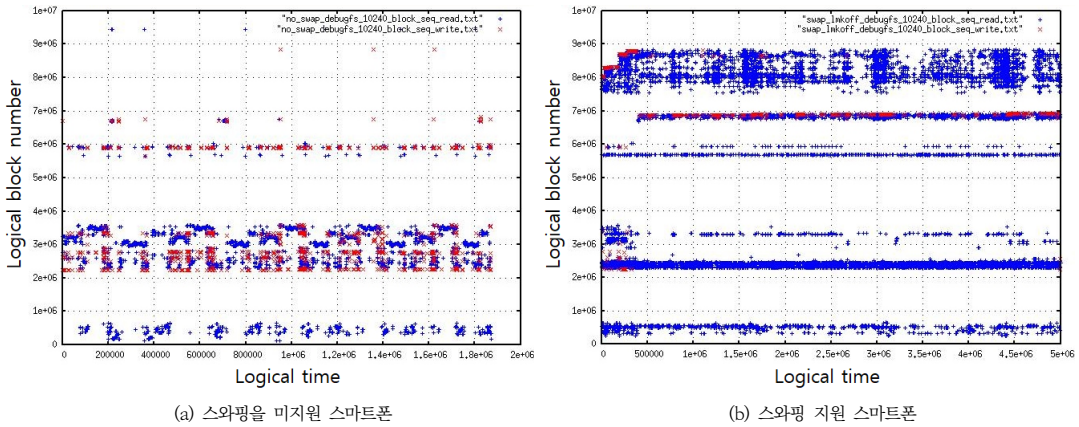 "no_swap_debugfs_10240_block_seq_read.txt"
"no_swap_debugfs_10240_block_seq_write.txt"
1e+07
9e+06
8e+06
7e+06
6e+06
5e+06
4e+06
3e+06
2e+06
1e+06
0
Logical block number
0 200000 400000 600000 800000 1e+06 1.2e+06 1.4e+06 1.6e+06 1.8e+06 2e+06
Logical time
(a) 스와핑을 미지원 스마트폰
"swap_lmkoff_debugfs_10240_block_seq_read.txt"
"swap_lmkoff_debugfs_10240_block_seq_write.txt"
1e+07
9e+06
8e+06
7e+06
6e+06
5e+06
4e+06
3e+06
2e+06
1e+06
0
Logical block number
0 500000 1e+06 1.5e+06 2e+06 2.5e+06 3e+06 3.5e+06 4e+06 4.5e+06 5e+06
Logical time
(b) 스와핑 지원 스마트폰